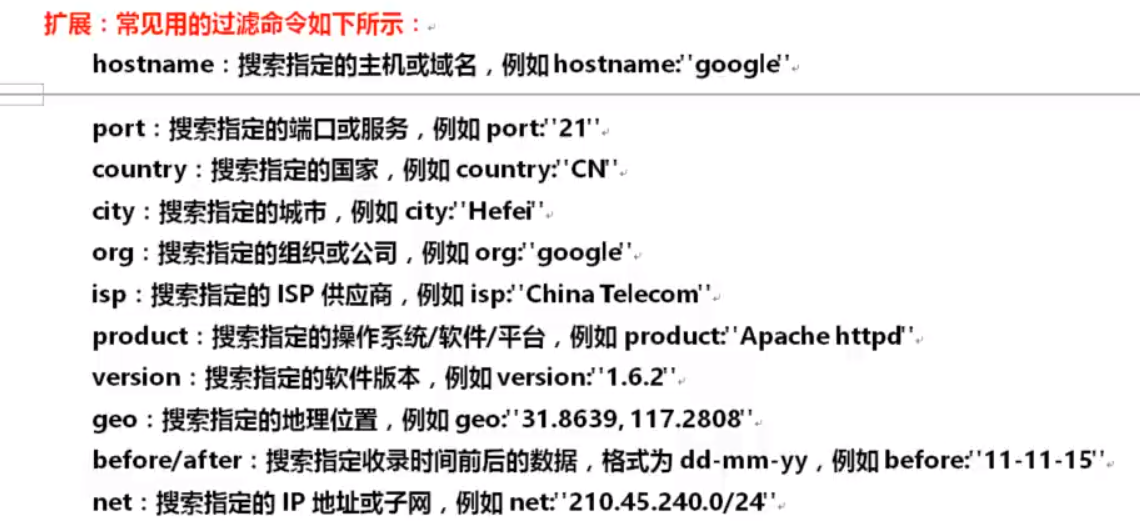 扩展：常见用的过滤命令如下所示：
hostname：搜索指定的主机或域名，例如 hostname:''google''
port：搜索指定的端口或服务，例如 port:''21''
country：搜索指定的国家，例如 country:''CN''
city：搜索指定的城市，例如 city:''Hefei''
org：搜索指定的组织或公司，例如 org:''google''
isp：搜索指定的 ISP 供应商，例如 isp:''China Telecom''
product：搜索指定的操作系统/软件/平台，例如 product:''Apache httpd''
version：搜索指定的软件版本，例如 version:''1.6.2''
geo：搜索指定的地理位置，例如 geo:''31.8639, 117.2808''
before/after：搜索指定收录时间前后的数据，格式为 dd-mm-yy，例如 before:''11-11-15''
net：搜索指定的 IP 地址或子网，例如 net:''210.45.240.0/24''